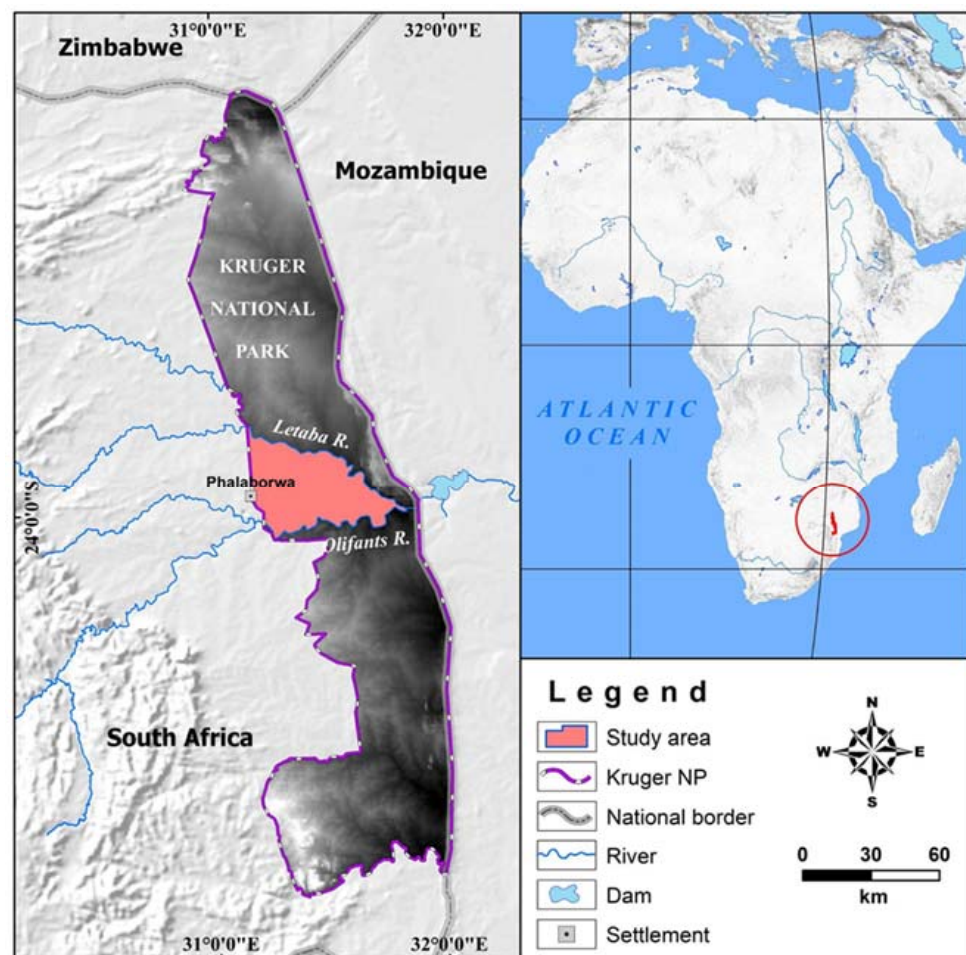 31°0'0"E
32°0'0"E
Zimbabwe
Mozambique
KRUGER
NATIONAL
PARK
Letaba R.
Phalaborwa
24°0'0"S
Olifants R.
South Africa
31°0'0"E
32°0'0"E
ATLANTIC
OCEAN
Legend
Study area
Kruger NP
National border
River
Dam
Settlement
N
W E
S
0 30 60
km